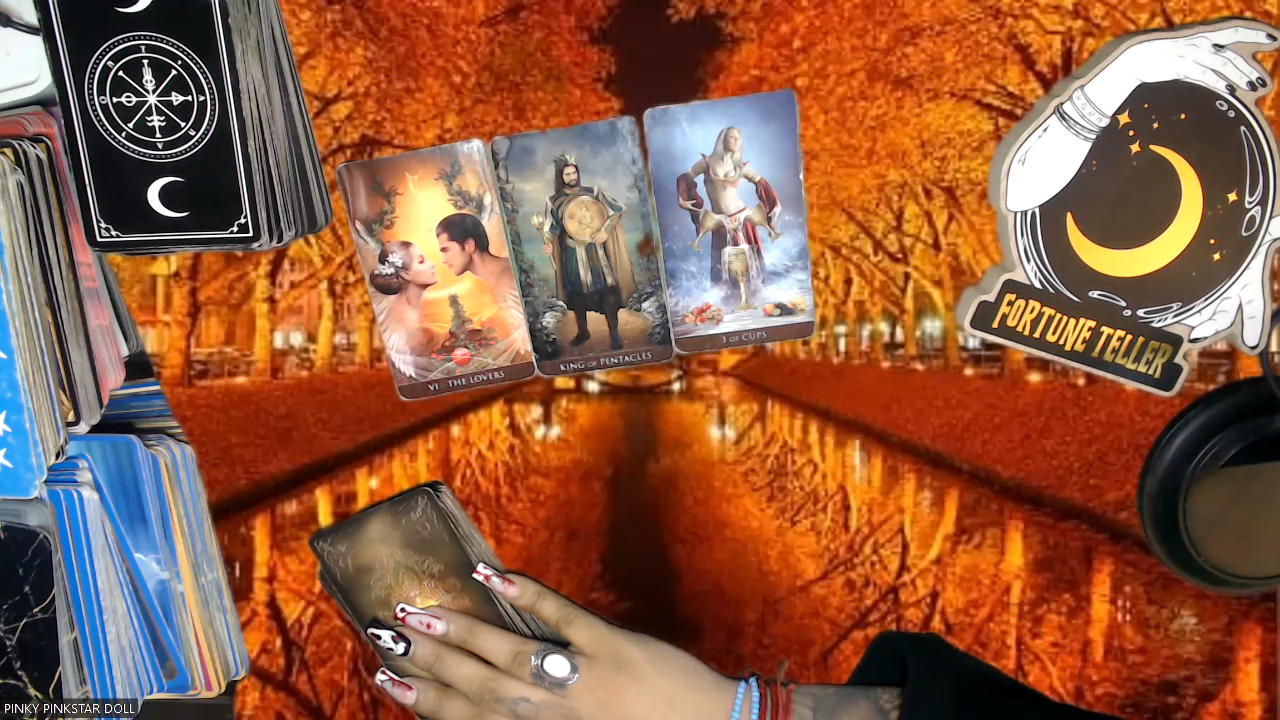 VI THE LOVERS
KING OF PENTACLES
3 OF CUPS
FORTUNE TELLER
PINKY PINKSTAR DOLL